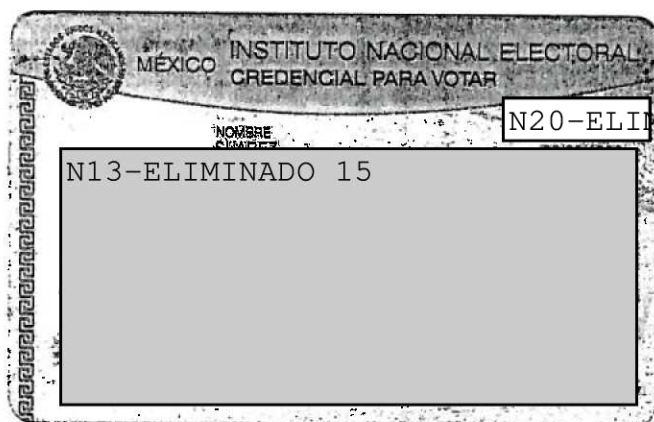 MÉXICO INSTITUTO NACIONAL ELECTORAL
CREDENCIAL PARA VOTAR
N20-ELI
NOMBRE
N13-ELIMINADO 15